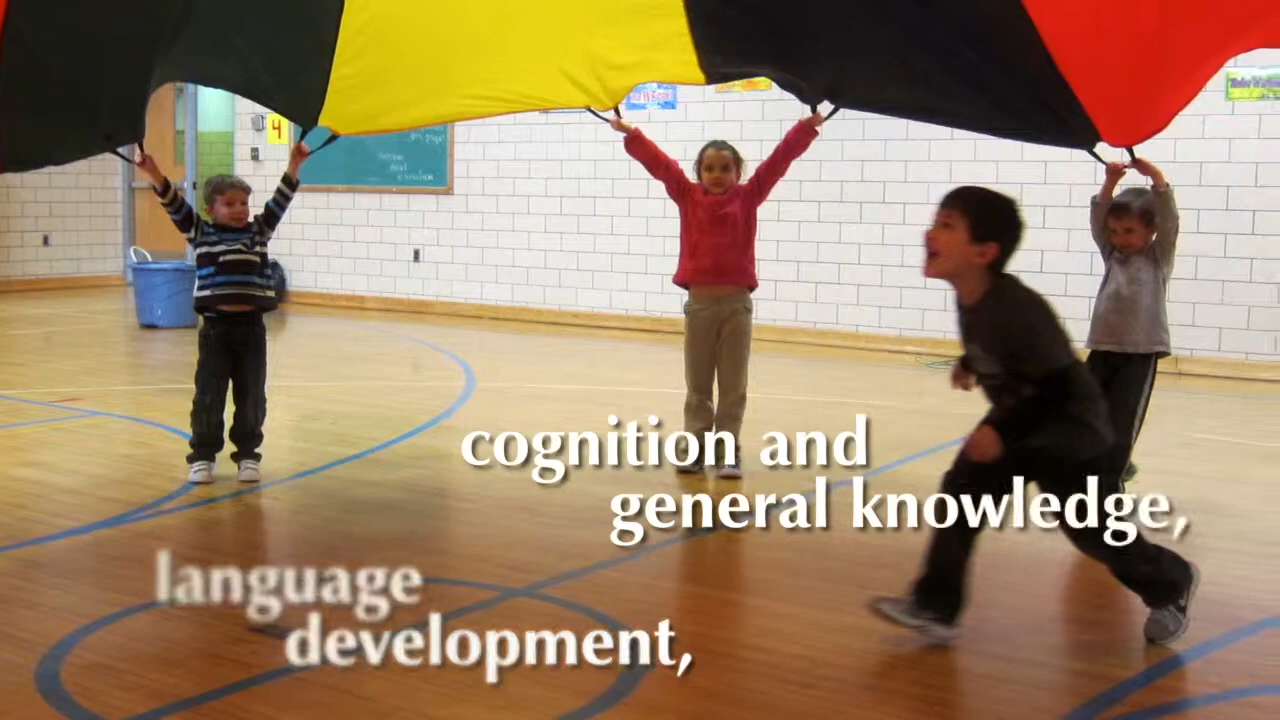 4
cognition and
general knowledge,
language
development,